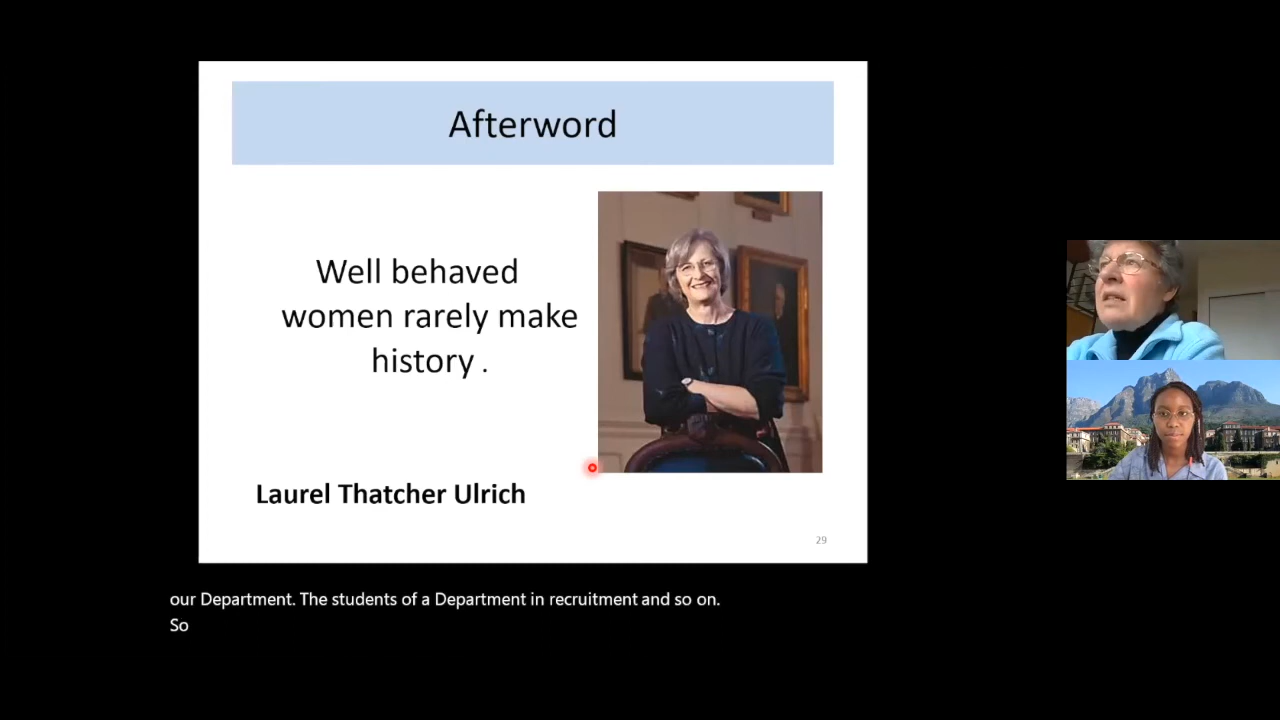 Afterword
Well behaved
women rarely make
history .
Laurel Thatcher Ulrich
29
our Department. The students of a Department in recruitment and so on.
So